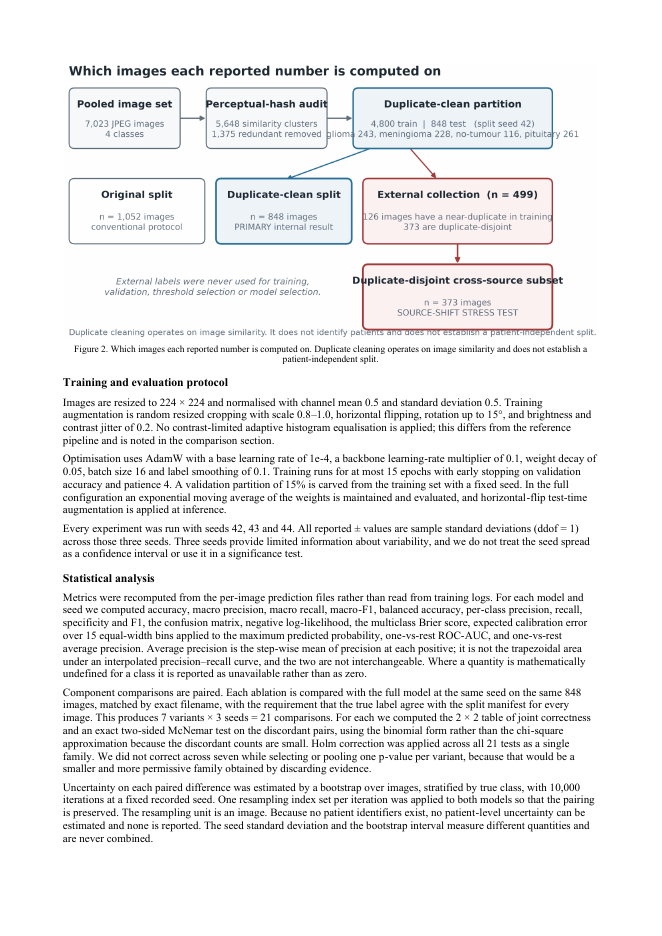 Which images each reported number is computed on
Pooled image set
7,023 JPEG images
4 classes
Perceptual-hash audit
5,648 similarity clusters
1,375 redundant removed
Duplicate-clean partition
4,800 train | 848 test (split seed 42)
glioma 243, meningioma 228, no-tumour 116, pituitary 261
Original split
n = 1,052 images
conventional protocol
Duplicate-clean split
n = 848 images
PRIMARY internal result
External collection (n = 499)
126 images have a near-duplicate in training
373 are duplicate-disjoint
External labels were never used for training,
validation, threshold selection or model selection.
Duplicate-disjoint cross-source subset
n = 373 images
SOURCE-SHIFT STRESS TEST
Duplicate cleaning operates on image similarity. It does not identify patients and does not establish a patient-independent split.
Figure 2. Which images each reported number is computed on. Duplicate cleaning operates on image similarity and does not establish a
patient-independent split.
Training and evaluation protocol
Images are resized to 224 × 224 and normalised with channel mean 0.5 and standard deviation 0.5. Training
augmentation is random resized cropping with scale 0.8–1.0, horizontal flipping, rotation up to 15°, and brightness and
contrast jitter of 0.2. No contrast-limited adaptive histogram equalisation is applied; this differs from the reference
pipeline and is noted in the comparison section.
Optimisation uses AdamW with a base learning rate of 1e-4, a backbone learning-rate multiplier of 0.1, weight decay of
0.05, batch size 16 and label smoothing of 0.1. Training runs for at most 15 epochs with early stopping on validation
accuracy and patience 4. A validation partition of 15% is carved from the training set with a fixed seed. In the full
configuration an exponential moving average of the weights is maintained and evaluated, and horizontal-flip test-time
augmentation is applied at inference.
Every experiment was run with seeds 42, 43 and 44. All reported ± values are sample standard deviations (ddof = 1)
across those three seeds. Three seeds provide limited information about variability, and we do not treat the seed spread
as a confidence interval or use it in a significance test.
Statistical analysis
Metrics were recomputed from the per-image prediction files rather than read from training logs. For each model and
seed we computed accuracy, macro precision, macro recall, macro-F1, balanced accuracy, per-class precision, recall,
specificity and F1, the confusion matrix, negative log-likelihood, the multiclass Brier score, expected calibration error
over 15 equal-width bins applied to the maximum predicted probability, one-vs-rest ROC-AUC, and one-vs-rest
average precision. Average precision is the step-wise mean of precision at each positive; it is not the trapezoidal area
under an interpolated precision–recall curve, and the two are not interchangeable. Where a quantity is mathematically
undefined for a class it is reported as unavailable rather than as zero.
Component comparisons are paired. Each ablation is compared with the full model at the same seed on the same 848
images, matched by exact filename, with the requirement that the true label agree with the split manifest for every
image. This produces 7 variants × 3 seeds = 21 comparisons. For each we computed the 2 × 2 table of joint correctness
and an exact two-sided McNemar test on the discordant pairs, using the binomial form rather than the chi-square
approximation because the discordant counts are small. Holm correction was applied across all 21 tests as a single
family. We did not correct across seven while selecting or pooling one p-value per variant, because that would be a
smaller and more permissive family obtained by discarding evidence.
Uncertainty on each paired difference was estimated by a bootstrap over images, stratified by true class, with 10,000
iterations at a fixed recorded seed. One resampling index set per iteration was applied to both models so that the pairing
is preserved. The resampling unit is an image. Because no patient identifiers exist, no patient-level uncertainty can be
estimated and none is reported. The seed standard deviation and the bootstrap interval measure different quantities and
are never combined.